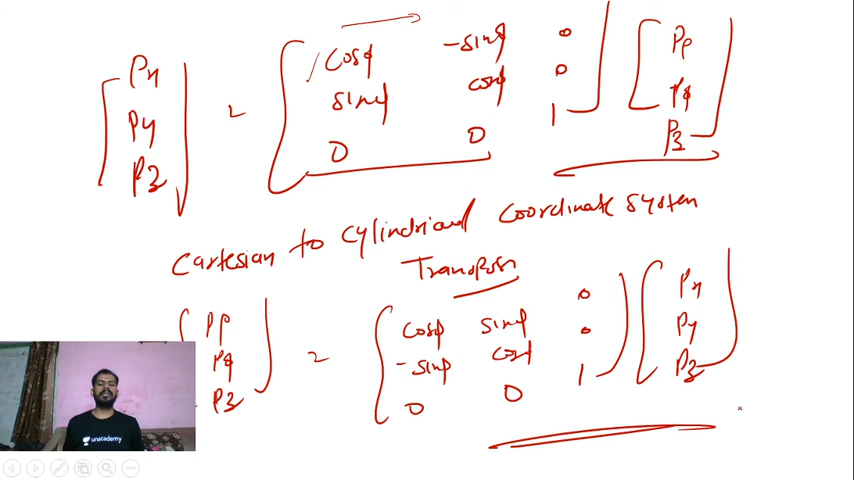 [Px Py Pz] = [cosφ -sinφ 0
sinφ cosφ 0
0 0 1] [Pρ Pφ Pz]
Cartesian to cylindrical coordinate system
Transpose
[Pρ Pφ Pz] = [cosφ sinφ 0
-sinφ cosφ 0
0 0 1] [Px Py Pz]
unacademy